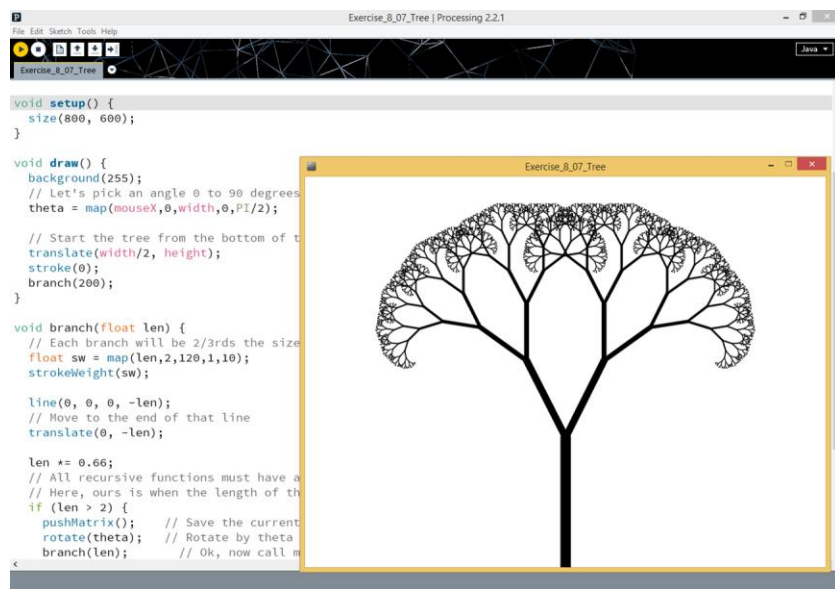 Exercise_8_07_Tree | Processing 2.2.1
File Edit Sketch Tools Help
Java
Exercise_8_07_Tree
void setup() {
size(800, 600);
}
void draw() {
background(255);
// Let's pick an angle 0 to 90 degrees
theta = map(mouseX,0,width,0,PI/2);
// Start the tree from the bottom of t
translate(width/2, height);
stroke(0);
branch(200);
}
void branch(float len) {
// Each branch will be 2/3rds the size
float sw = map(len,2,120,1,10);
strokeWeight(sw);
line(0, 0, 0, -len);
// Move to the end of that line
translate(0, -len);
len *= 0.66;
// All recursive functions must have a
// Here, ours is when the length of th
if (len > 2) {
pushMatrix(); // Save the current
rotate(theta); // Rotate by theta
branch(len); // Ok, now call m
Exercise_8_07_Tree